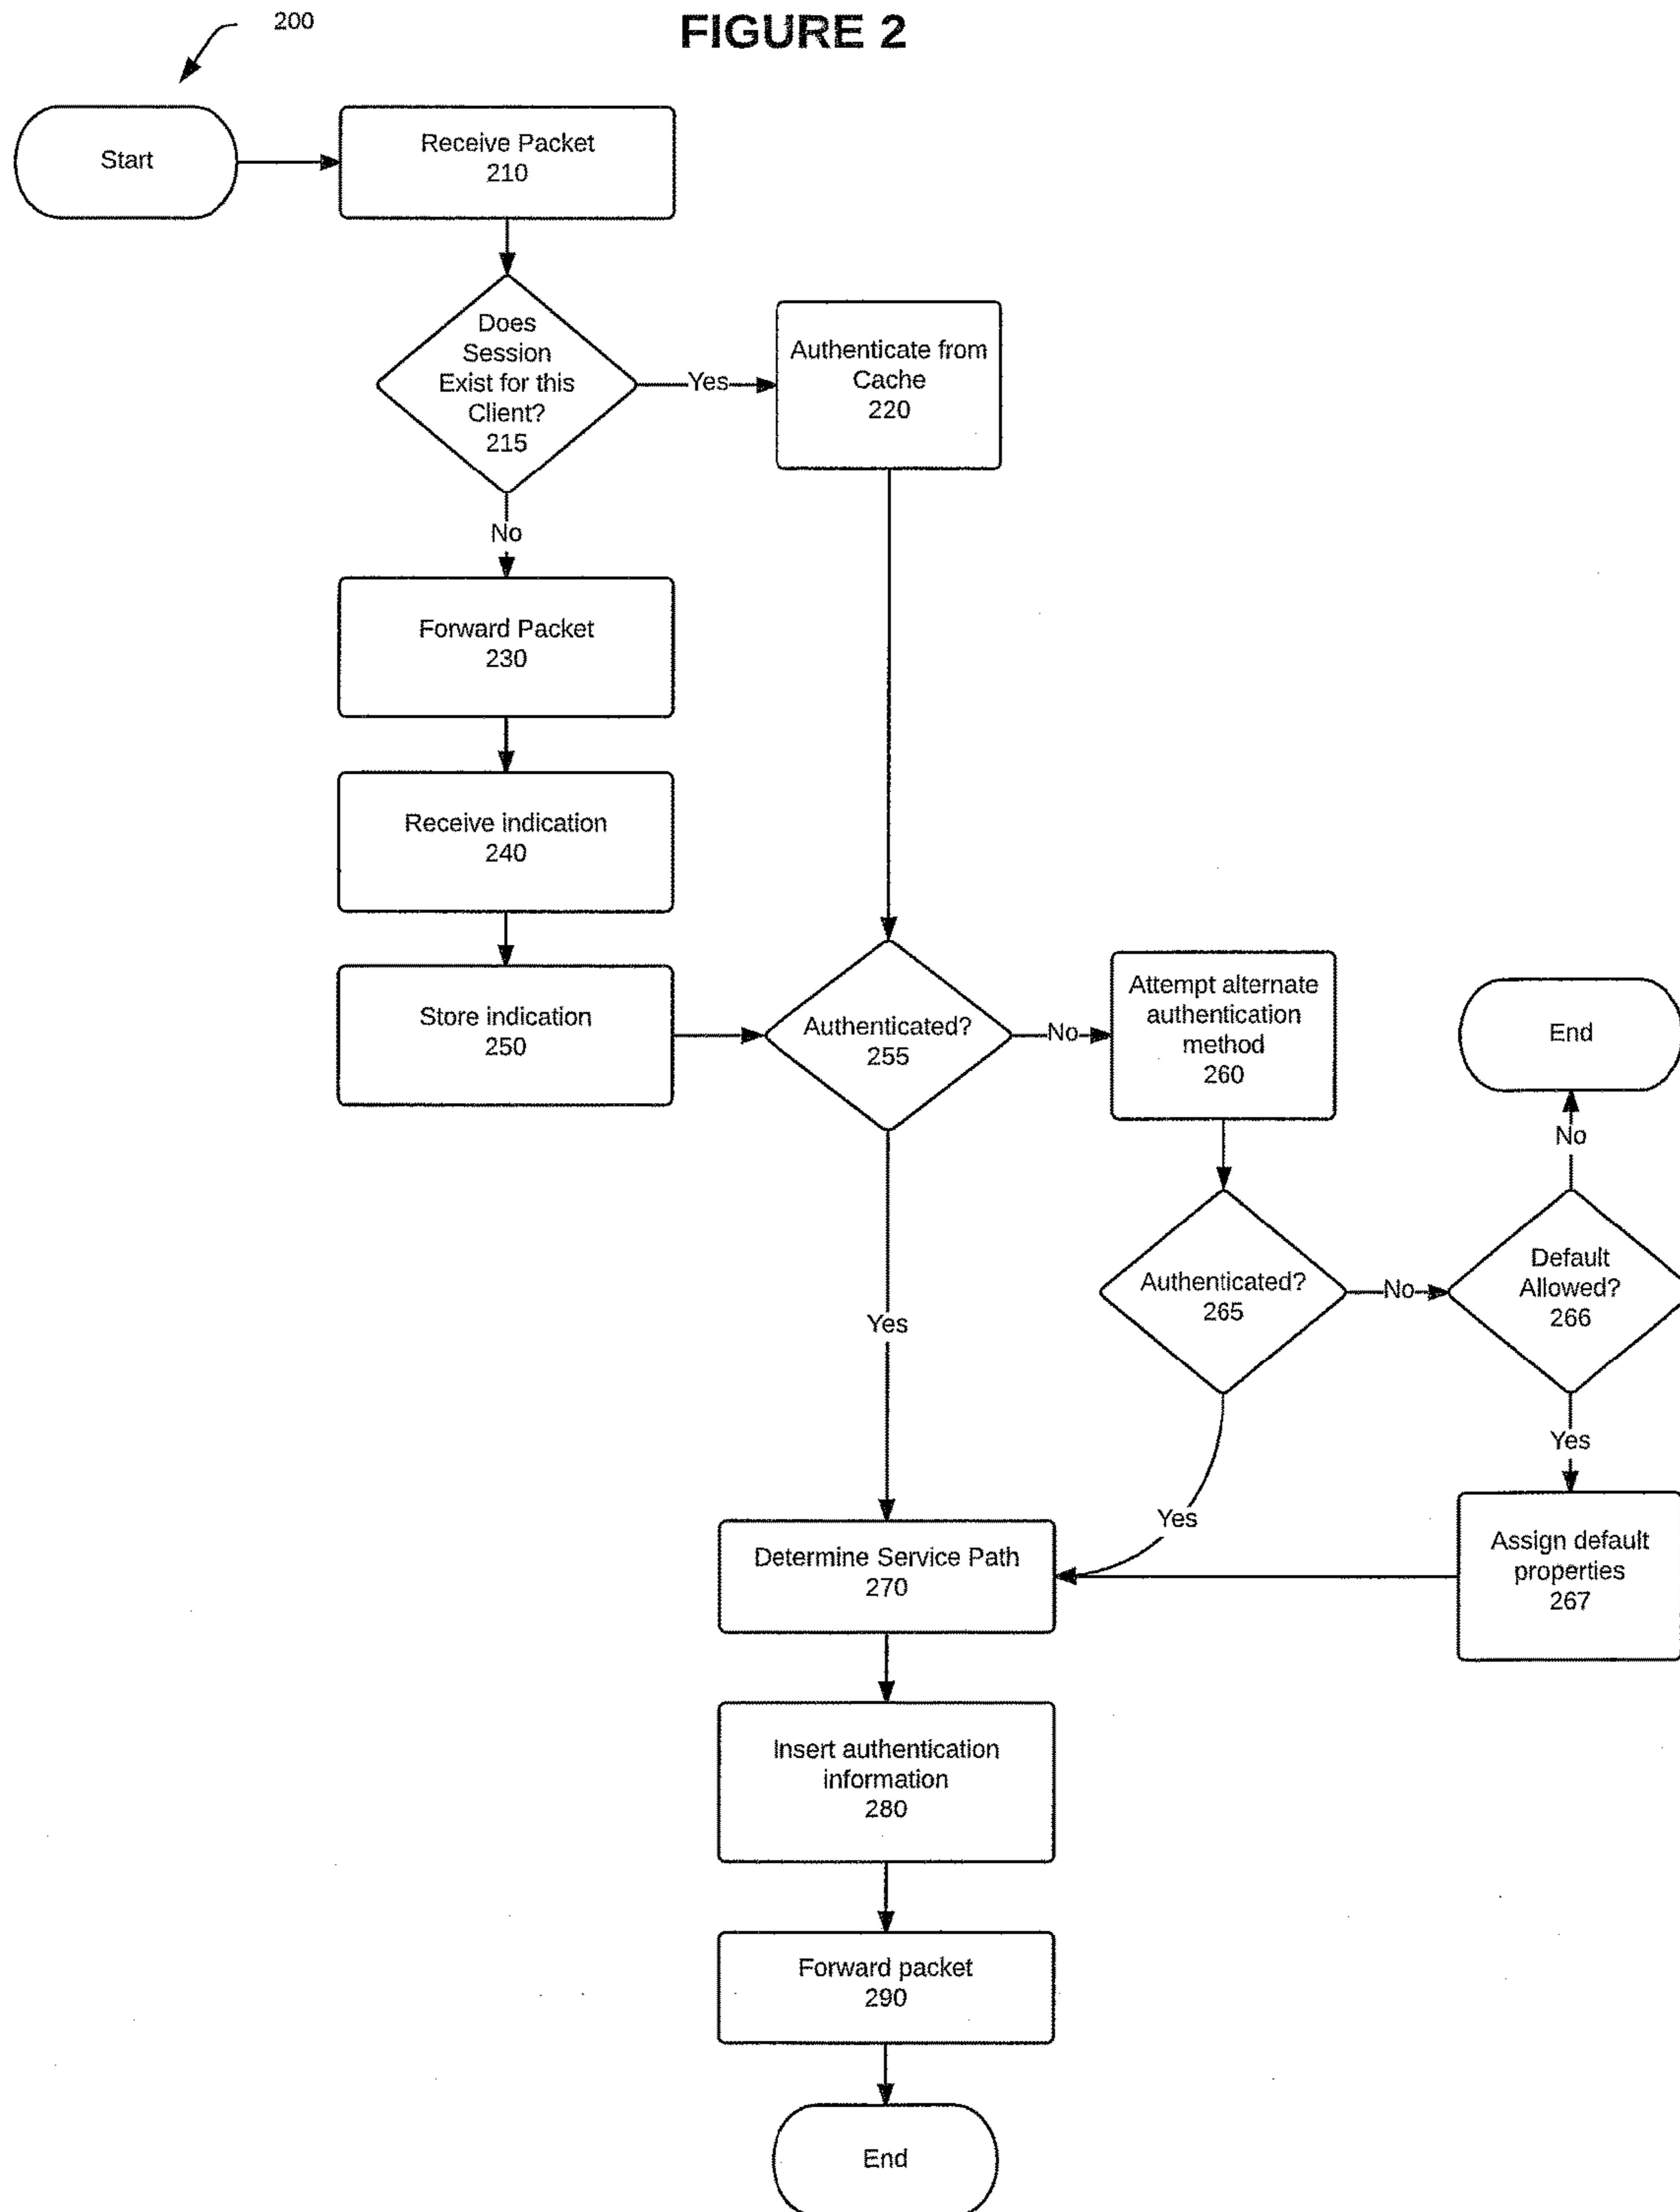 FIGURE 2
200
Start
Receive Packet
210
Does
Session
Exist for this
Client?
215
Yes
Authenticate from
Cache
220
No
Forward Packet
230
Receive indication
240
Store indication
250
Authenticated?
255
No
Attempt alternate
authentication
method
260
End
No
Authenticated?
265
No
Default
Allowed?
266
Yes
Yes
Yes
Determine Service Path
270
Assign default
properties
267
Insert authentication
information
280
Forward packet
290
End